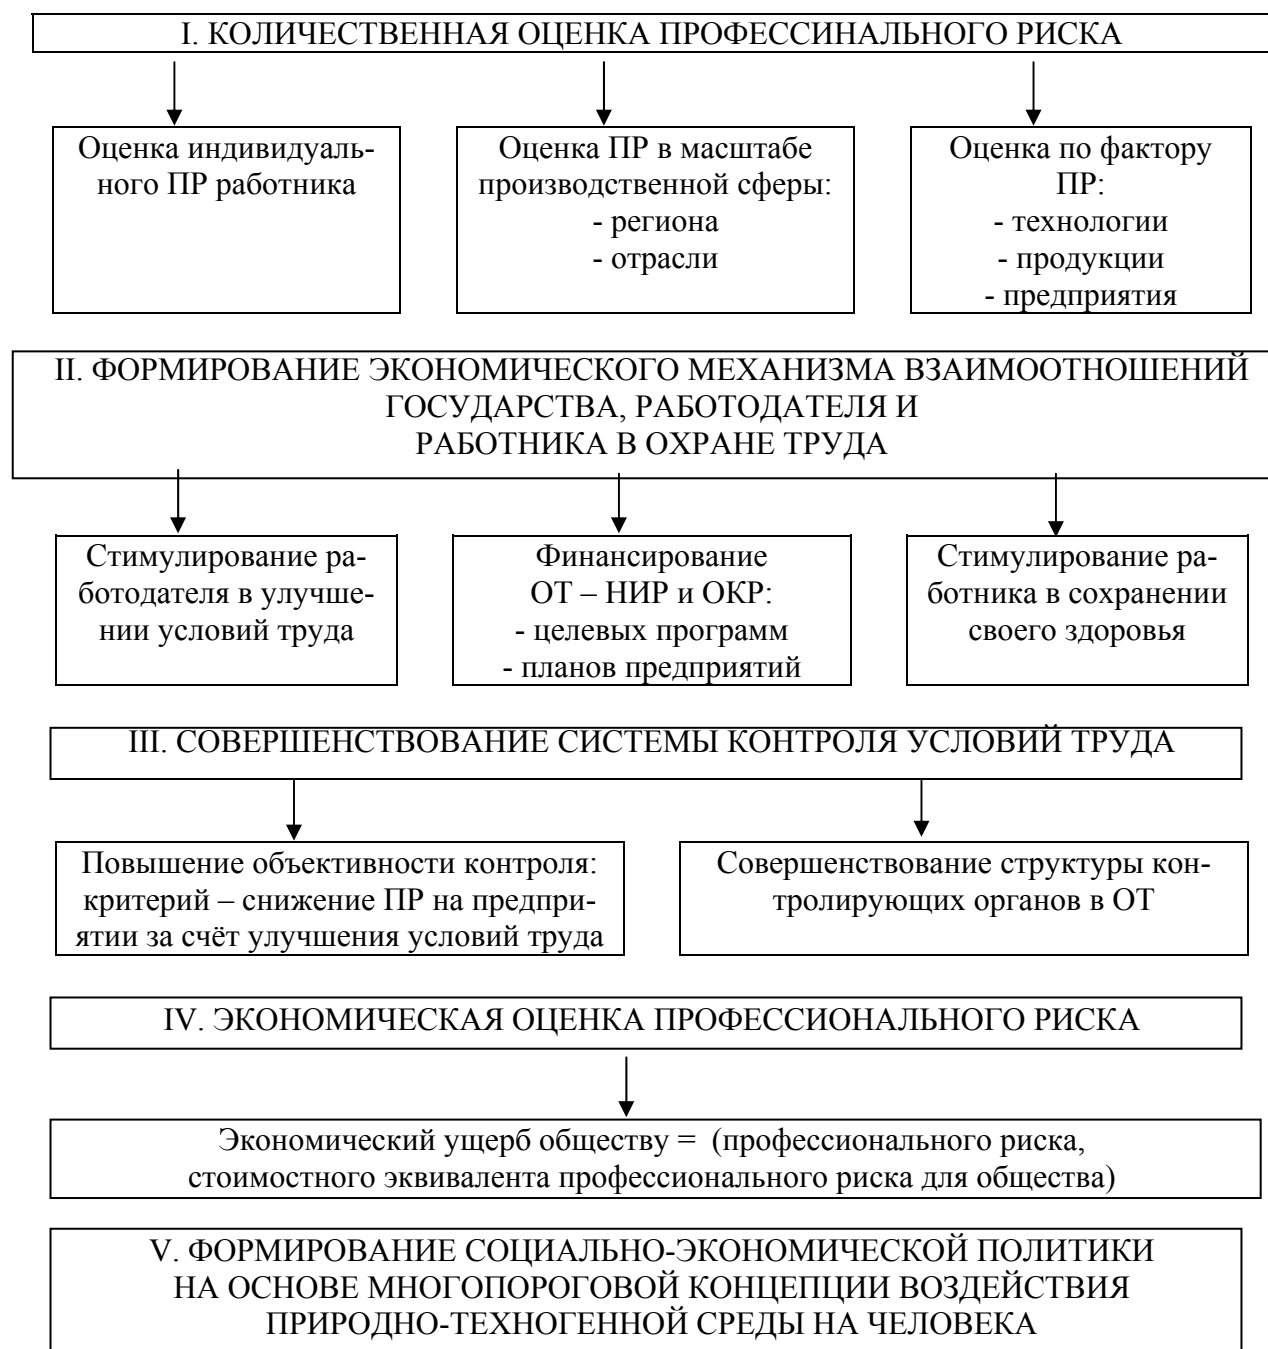 I. КОЛИЧЕСТВЕННАЯ ОЦЕНКА ПРОФЕССИНАЛЬНОГО РИСКА
Оценка индивидуаль-
ного ПР работника
Оценка ПР в масштабе
производственной сферы:
- региона
- отрасли
Оценка по фактору
ПР:
- технологии
- продукции
- предприятия
II. ФОРМИРОВАНИЕ ЭКОНОМИЧЕСКОГО МЕХАНИЗМА ВЗАИМООТНОШЕНИЙ
ГОСУДАРСТВА, РАБОТОДАТЕЛЯ И
РАБОТНИКА В ОХРАНЕ ТРУДА
Стимулирование ра-
ботодателя в улучше-
нии условий труда
Финансирование
ОТ – НИР и ОКР:
- целевых программ
- планов предприятий
Стимулирование ра-
ботника в сохранении
своего здоровья
III. СОВЕРШЕНСТВОВАНИЕ СИСТЕМЫ КОНТРОЛЯ УСЛОВИЙ ТРУДА
Повышение объективности контроля:
критерий – снижение ПР на предпри-
ятии за счёт улучшения условий труда
Совершенствование структуры кон-
тролирующих органов в ОТ
IV. ЭКОНОМИЧЕСКАЯ ОЦЕНКА ПРОФЕССИОНАЛЬНОГО РИСКА
Экономический ущерб обществу = (профессионального риска,
стоимостного эквивалента профессионального риска для общества)
V. ФОРМИРОВАНИЕ СОЦИАЛЬНО-ЭКОНОМИЧЕСКОЙ ПОЛИТИКИ
НА ОСНОВЕ МНОГОПОРОГОВОЙ КОНЦЕПЦИИ ВОЗДЕЙСТВИЯ
ПРИРОДНО-ТЕХНОГЕННОЙ СРЕДЫ НА ЧЕЛОВЕКА